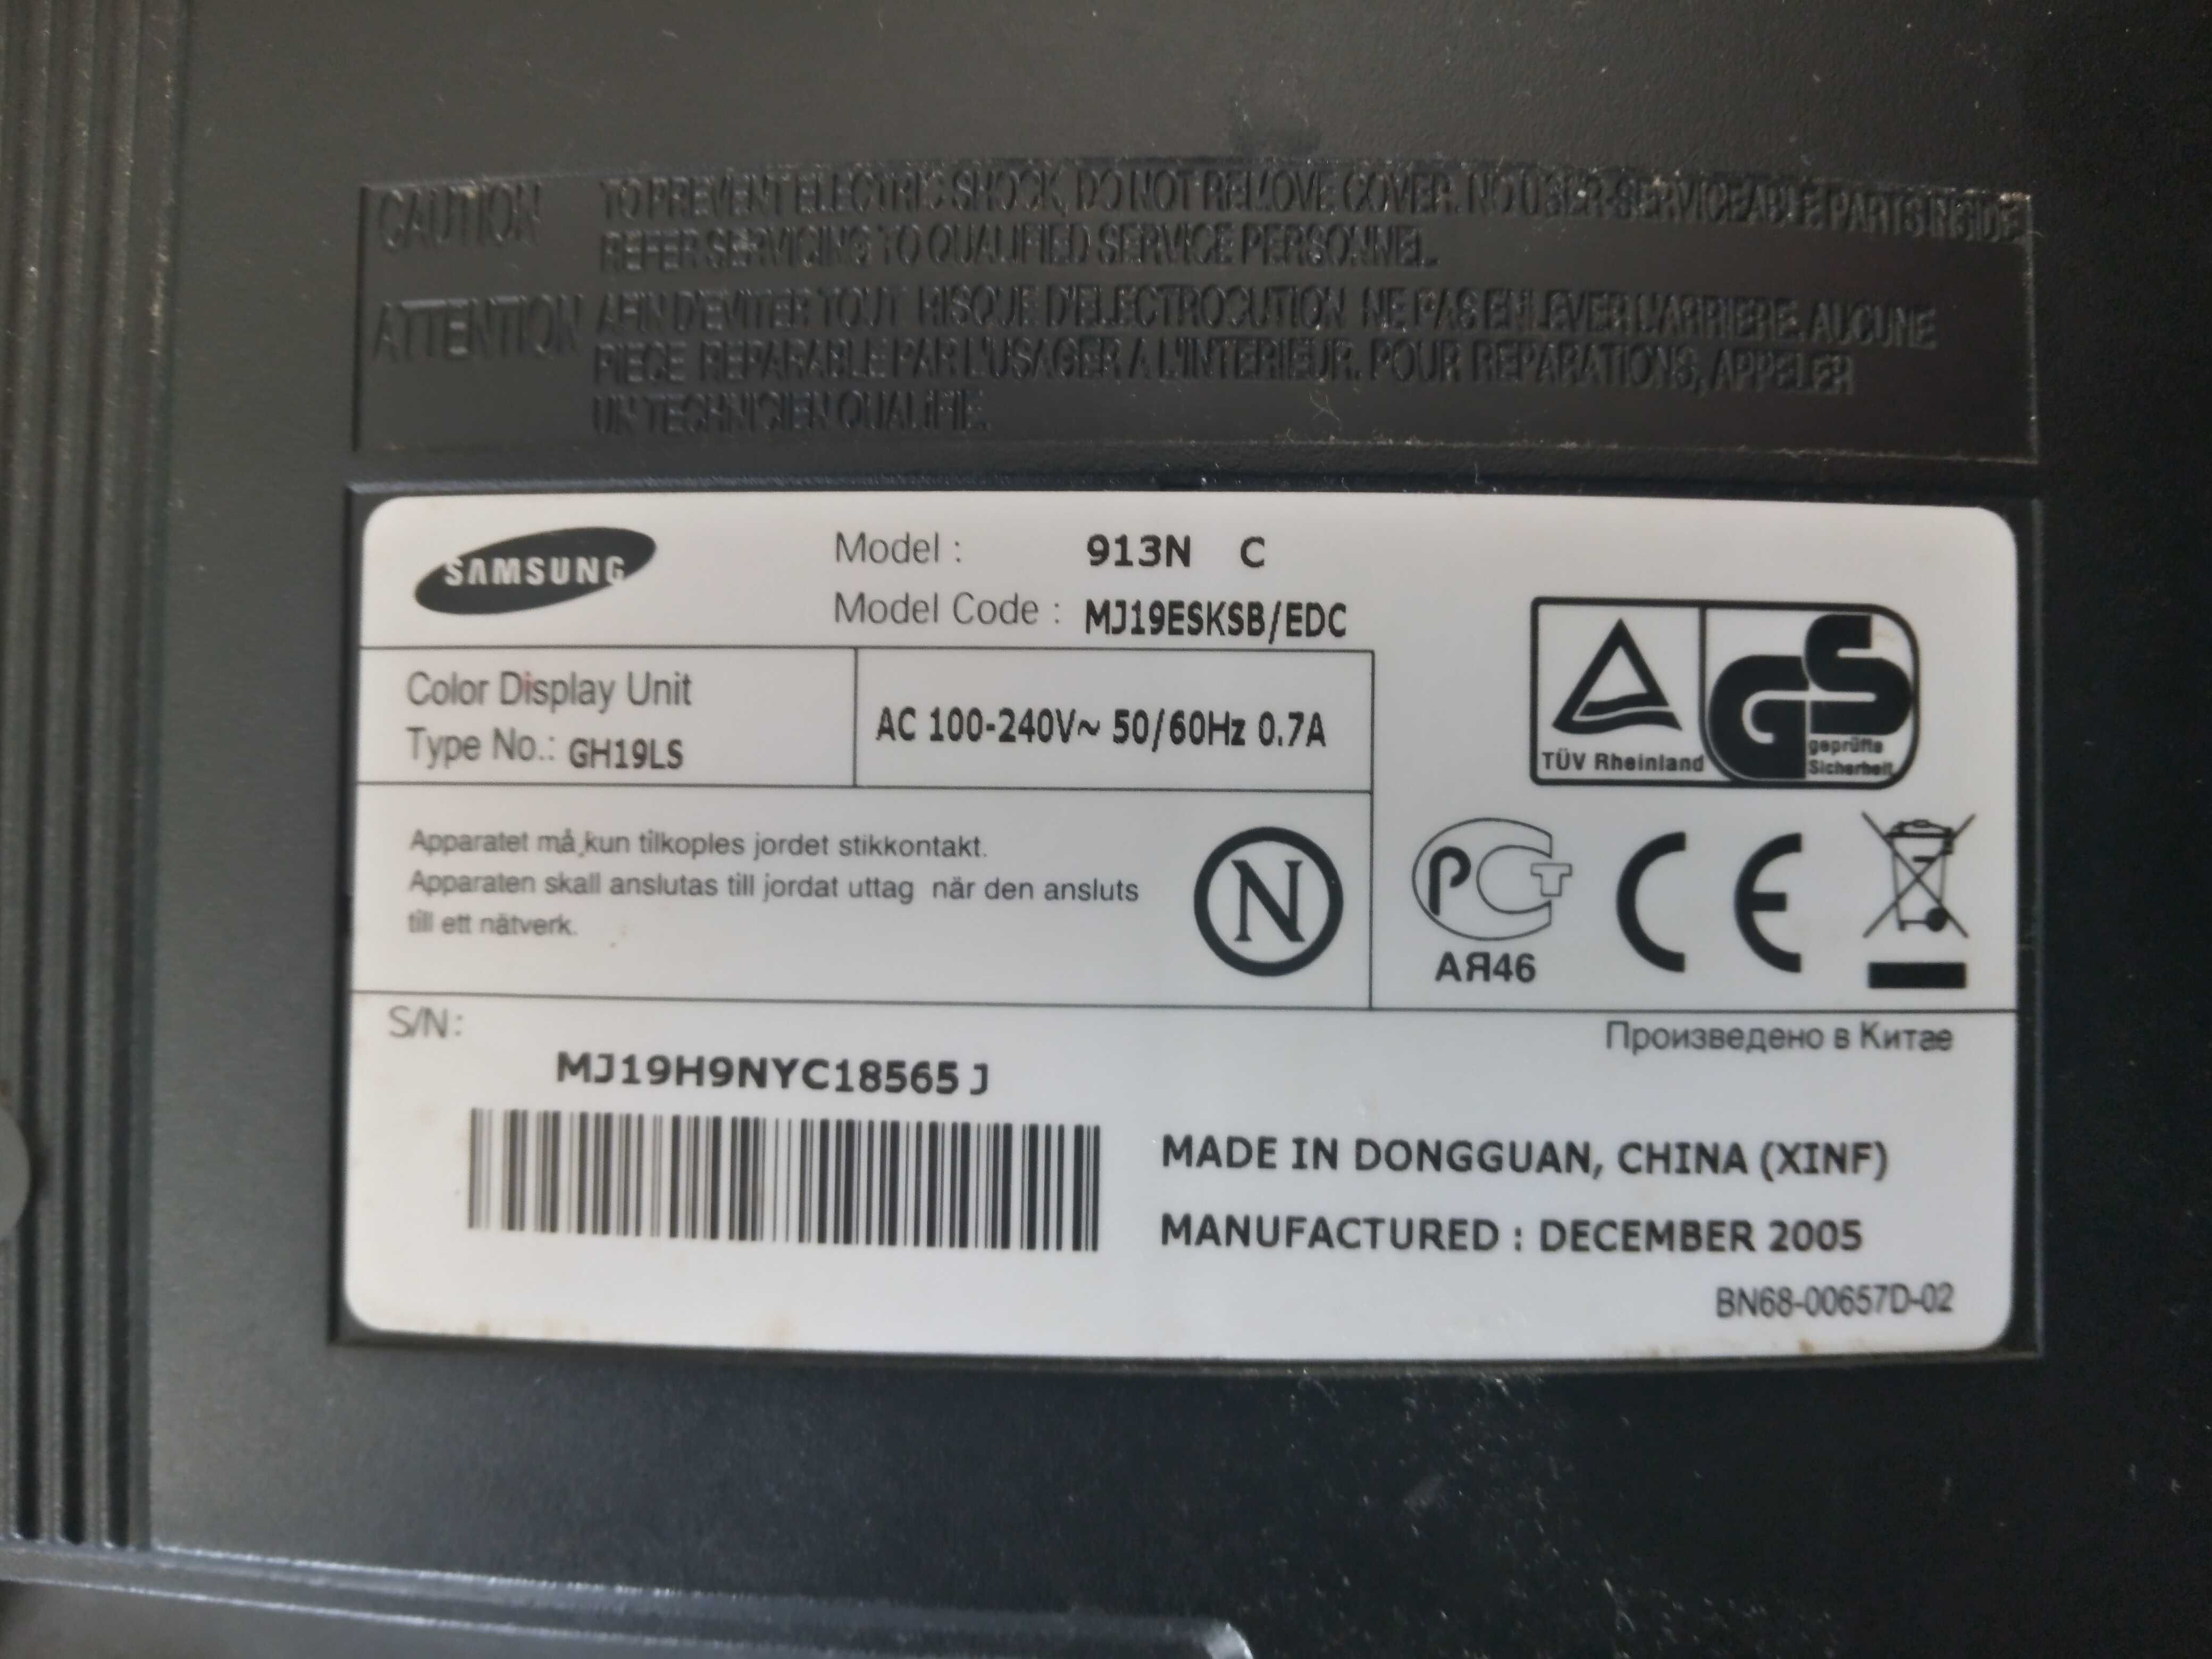 CAUTION TO PREVENT ELECTRIC SHOCK, DO NOT REMOVE COVER. NO USER-SERVICEABLE PARTS INSIDE
REFER SERVICING TO QUALIFIED SERVICE PERSONNEL.
ATTENTION AFIN D'EVITER TOUT RISQUE D'ELECTROCUTION NE PAS ENLEVER L'ARRIERE. AUCUNE
PIECE REPARABLE PAR L'USAGER A L'INTERIEUR. POUR REPARATIONS, APPELER
UN TECHNICIEN QUALIFIE.
SAMSUNG
Model : 913N C
Model Code : MJ19ESKSB/EDC
Color Display Unit
Type No.: GH19LS
AC 100-240V~ 50/60Hz 0.7A
TÜV Rheinland
GS
geprüfte
Sicherheit
Apparatet må kun tilkoples jordet stikkontakt.
Apparaten skall anslutas till jordat uttag när den ansluts
till ett nätverk.
N
РСТ
АЯ46
CE
S/N:
MJ19H9NYC18565J
Произведено в Китае
MADE IN DONGGUAN, CHINA (XINF)
MANUFACTURED : DECEMBER 2005
BN68-00657D-02